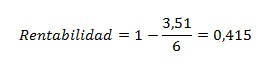 Rentabilidad = 1 − 3,51/6 = 0,415